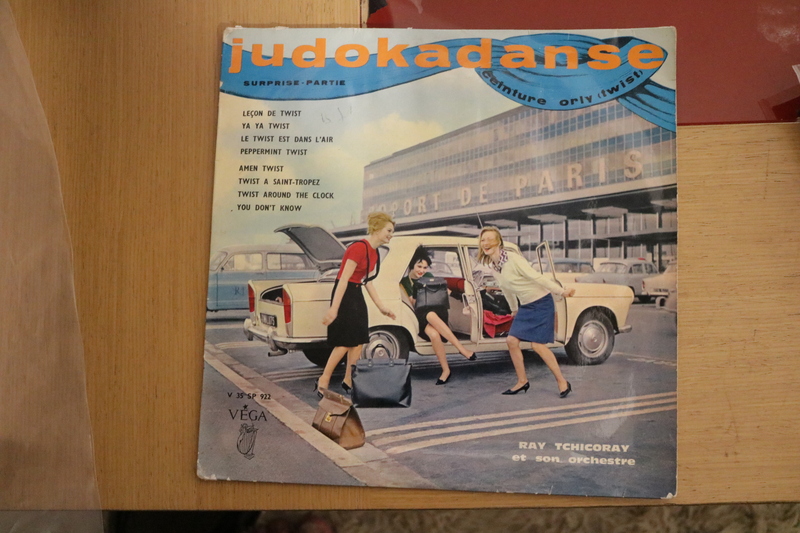 judokadanse
SURPRISE-PARTIE
ceinture orly (twist)
LEÇON DE TWIST
YA YA TWIST
LE TWIST EST DANS L'AIR
PEPPERMINT TWIST
AMEN TWIST
TWIST A SAINT-TROPEZ
TWIST AROUND THE CLOCK
YOU DON'T KNOW
PORT DE PARIS
V 35 SP 922
VÉGA
RAY TCHICORAY
et son orchestre